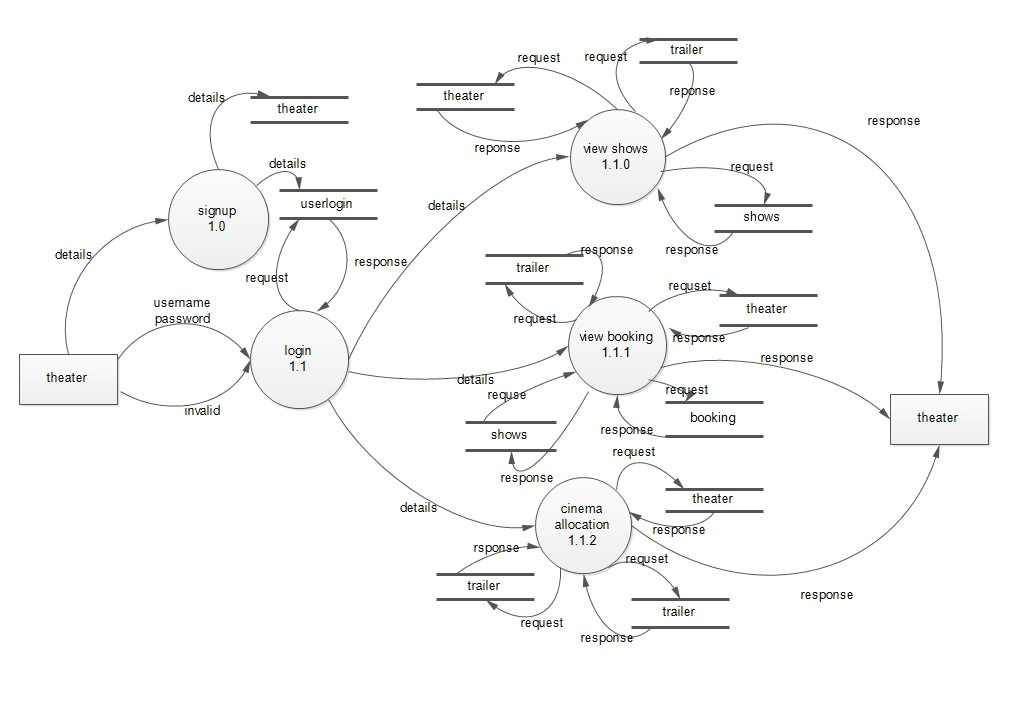 request
request
trailer
theater
reponse
details
theater
response
reponse
view shows
1.1.0
details
request
signup
1.0
userlogin
details
shows
details
response
response
response
trailer
request
requset
username
password
request
theater
view booking
1.1.1
response
login
1.1
response
theater
details
request
requse
invalid
booking
theater
shows
response
request
response
theater
details
cinema
allocation
1.1.2
response
rsponse
requset
trailer
response
trailer
request
response